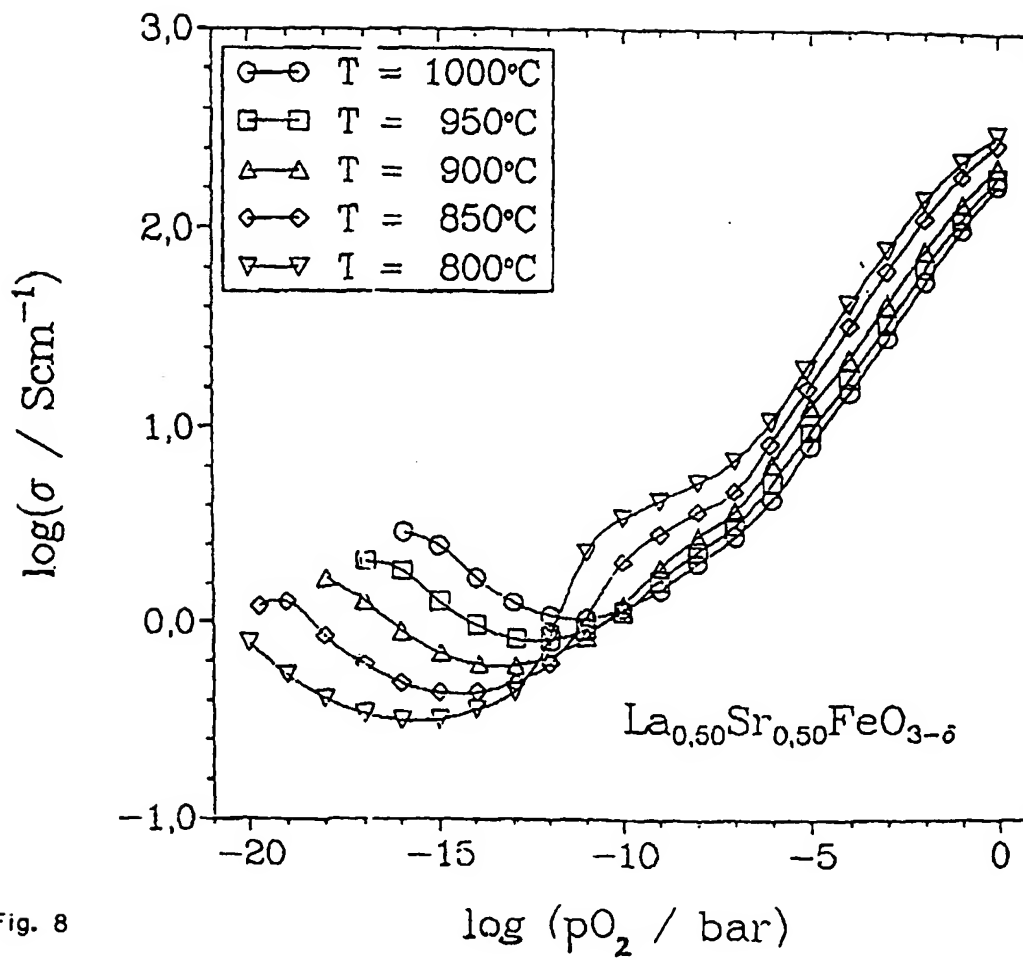 3,0
2,0
1,0
0,0
−1,0
log(σ / Scm⁻¹)
T = 1000°C
T = 950°C
T = 900°C
T = 850°C
T = 800°C
La₀,₅₀Sr₀,₅₀FeO₃₋δ
−20 −15 −10 −5 0
log (pO₂ / bar)
Fig. 8